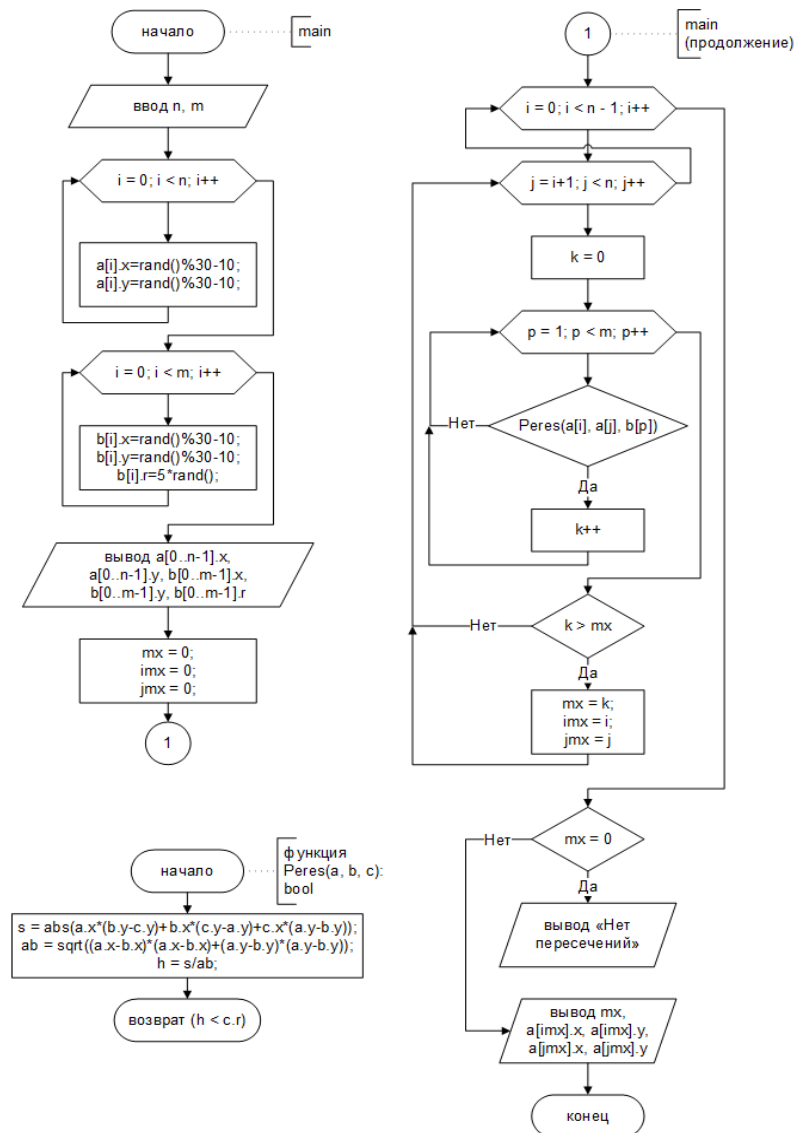 начало
main
ввод n, m
i = 0; i < n; i++
a[i].x=rand()%30-10;
a[i].y=rand()%30-10;
i = 0; i < m; i++
b[i].x=rand()%30-10;
b[i].y=rand()%30-10;
b[i].r=5*rand();
вывод a[0..n-1].x,
a[0..n-1].y, b[0..m-1].x,
b[0..m-1].y, b[0..m-1].r
mx = 0;
imx = 0;
jmx = 0;
1
начало
функция
Peres(a, b, c):
bool
s = abs(a.x*(b.y-c.y)+b.x*(c.y-a.y)+c.x*(a.y-b.y));
ab = sqrt((a.x-b.x)*(a.x-b.x)+(a.y-b.y)*(a.y-b.y));
h = s/ab;
возврат (h < c.r)
1
main
(продолжение)
i = 0; i < n - 1; i++
j = i+1; j < n; j++
k = 0
p = 1; p < m; p++
Нет
Peres(a[i], a[j], b[p])
Да
k++
Нет
k > mx
Да
mx = k;
imx = i;
jmx = j
Нет
mx = 0
Да
вывод «Нет
пересечений»
вывод mx,
a[imx].x, a[imx].y,
a[jmx].x, a[jmx].y
конец